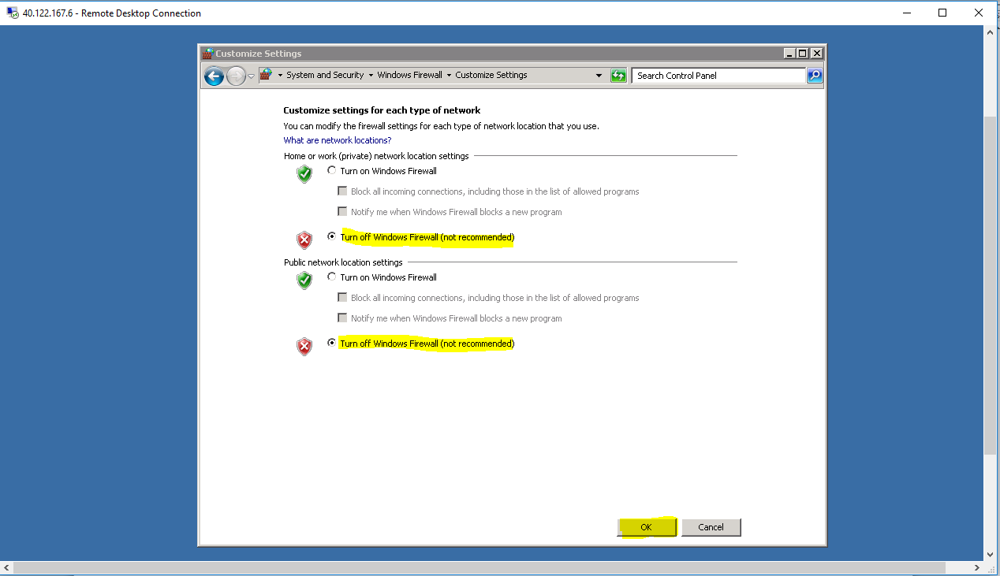 40.122.167.6 - Remote Desktop Connection
Customize Settings
System and Security Windows Firewall Customize Settings Search Control Panel
Customize settings for each type of network
You can modify the firewall settings for each type of network location that you use.
What are network locations?
Home or work (private) network location settings
Turn on Windows Firewall
Block all incoming connections, including those in the list of allowed programs
Notify me when Windows Firewall blocks a new program
Turn off Windows Firewall (not recommended)
Public network location settings
Turn on Windows Firewall
Block all incoming connections, including those in the list of allowed programs
Notify me when Windows Firewall blocks a new program
Turn off Windows Firewall (not recommended)
OK Cancel